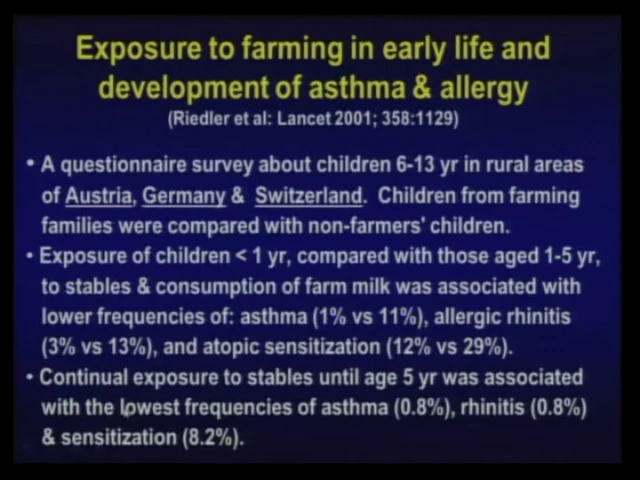 Exposure to farming in early life and
development of asthma & allergy
(Riedler et al: Lancet 2001; 358:1129)
• A questionnaire survey about children 6-13 yr in rural areas
of Austria, Germany & Switzerland. Children from farming
families were compared with non-farmers' children.
• Exposure of children < 1 yr, compared with those aged 1-5 yr,
to stables & consumption of farm milk was associated with
lower frequencies of: asthma (1% vs 11%), allergic rhinitis
(3% vs 13%), and atopic sensitization (12% vs 29%).
• Continual exposure to stables until age 5 yr was associated
with the lowest frequencies of asthma (0.8%), rhinitis (0.8%)
& sensitization (8.2%).